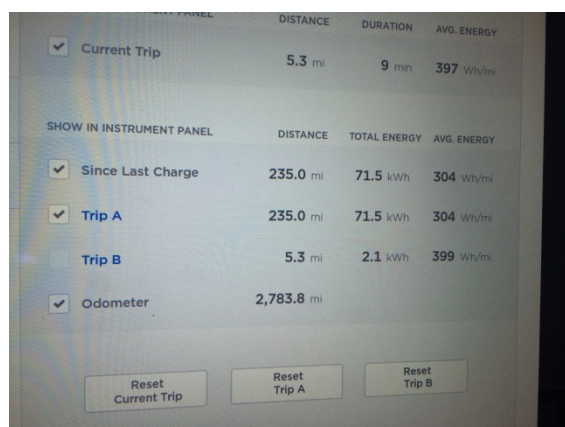 PANEL DISTANCE DURATION AVG. ENERGY
Current Trip 5.3 mi 9 min 397 Wh/mi
SHOW IN INSTRUMENT PANEL DISTANCE TOTAL ENERGY AVG. ENERGY
Since Last Charge 235.0 mi 71.5 kWh 304 Wh/mi
Trip A 235.0 mi 71.5 kWh 304 Wh/mi
Trip B 5.3 mi 2.1 kWh 399 Wh/mi
Odometer 2,783.8 mi
Reset
Current Trip
Reset
Trip A
Reset
Trip B